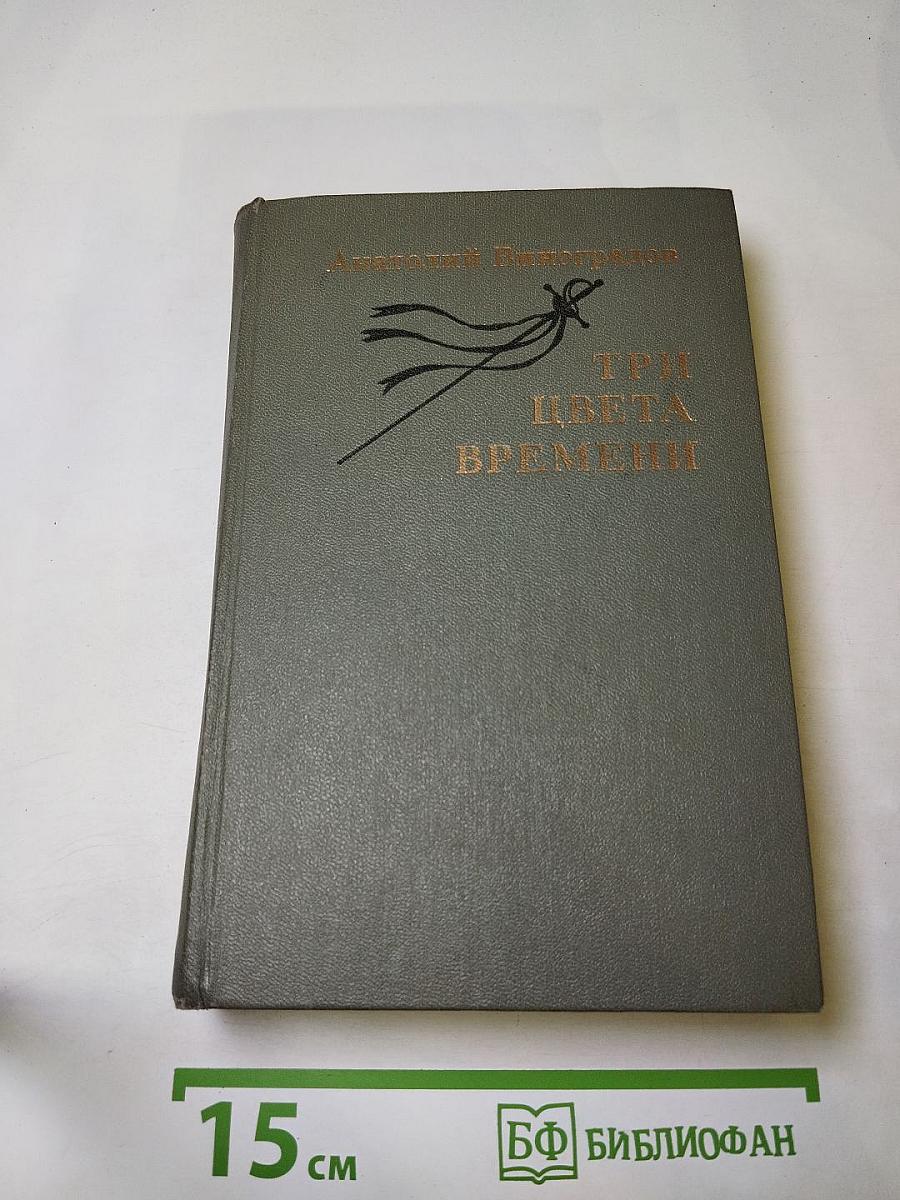 Анатолий Виноградов
ТРИ
ЦВЕТА
ВРЕМЕНИ
15 см
БФ БИБЛИОФАН